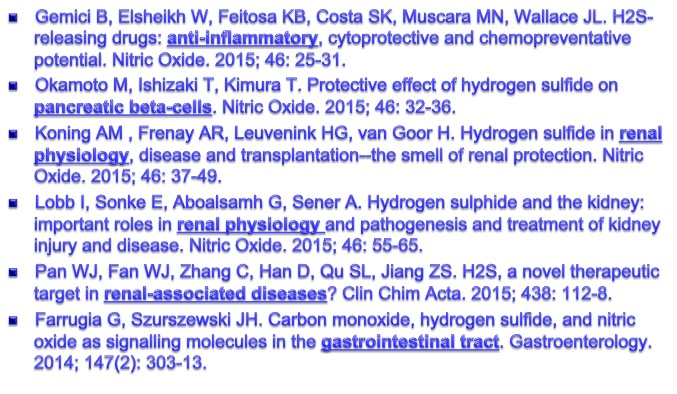 Gemici B, Elsheikh W, Feitosa KB, Costa SK, Muscara MN, Wallace JL. H2S-
releasing drugs: anti-inflammatory, cytoprotective and chemopreventative
potential. Nitric Oxide. 2015; 46: 25-31.
Okamoto M, Ishizaki T, Kimura T. Protective effect of hydrogen sulfide on
pancreatic beta-cells. Nitric Oxide. 2015; 46: 32-36.
Koning AM , Frenay AR, Leuvenink HG, van Goor H. Hydrogen sulfide in renal
physiology, disease and transplantation--the smell of renal protection. Nitric
Oxide. 2015; 46: 37-49.
Lobb I, Sonke E, Aboalsamh G, Sener A. Hydrogen sulphide and the kidney:
important roles in renal physiology and pathogenesis and treatment of kidney
injury and disease. Nitric Oxide. 2015; 46: 55-65.
Pan WJ, Fan WJ, Zhang C, Han D, Qu SL, Jiang ZS. H2S, a novel therapeutic
target in renal-associated diseases? Clin Chim Acta. 2015; 438: 112-8.
Farrugia G, Szurszewski JH. Carbon monoxide, hydrogen sulfide, and nitric
oxide as signalling molecules in the gastrointestinal tract. Gastroenterology.
2014; 147(2): 303-13.